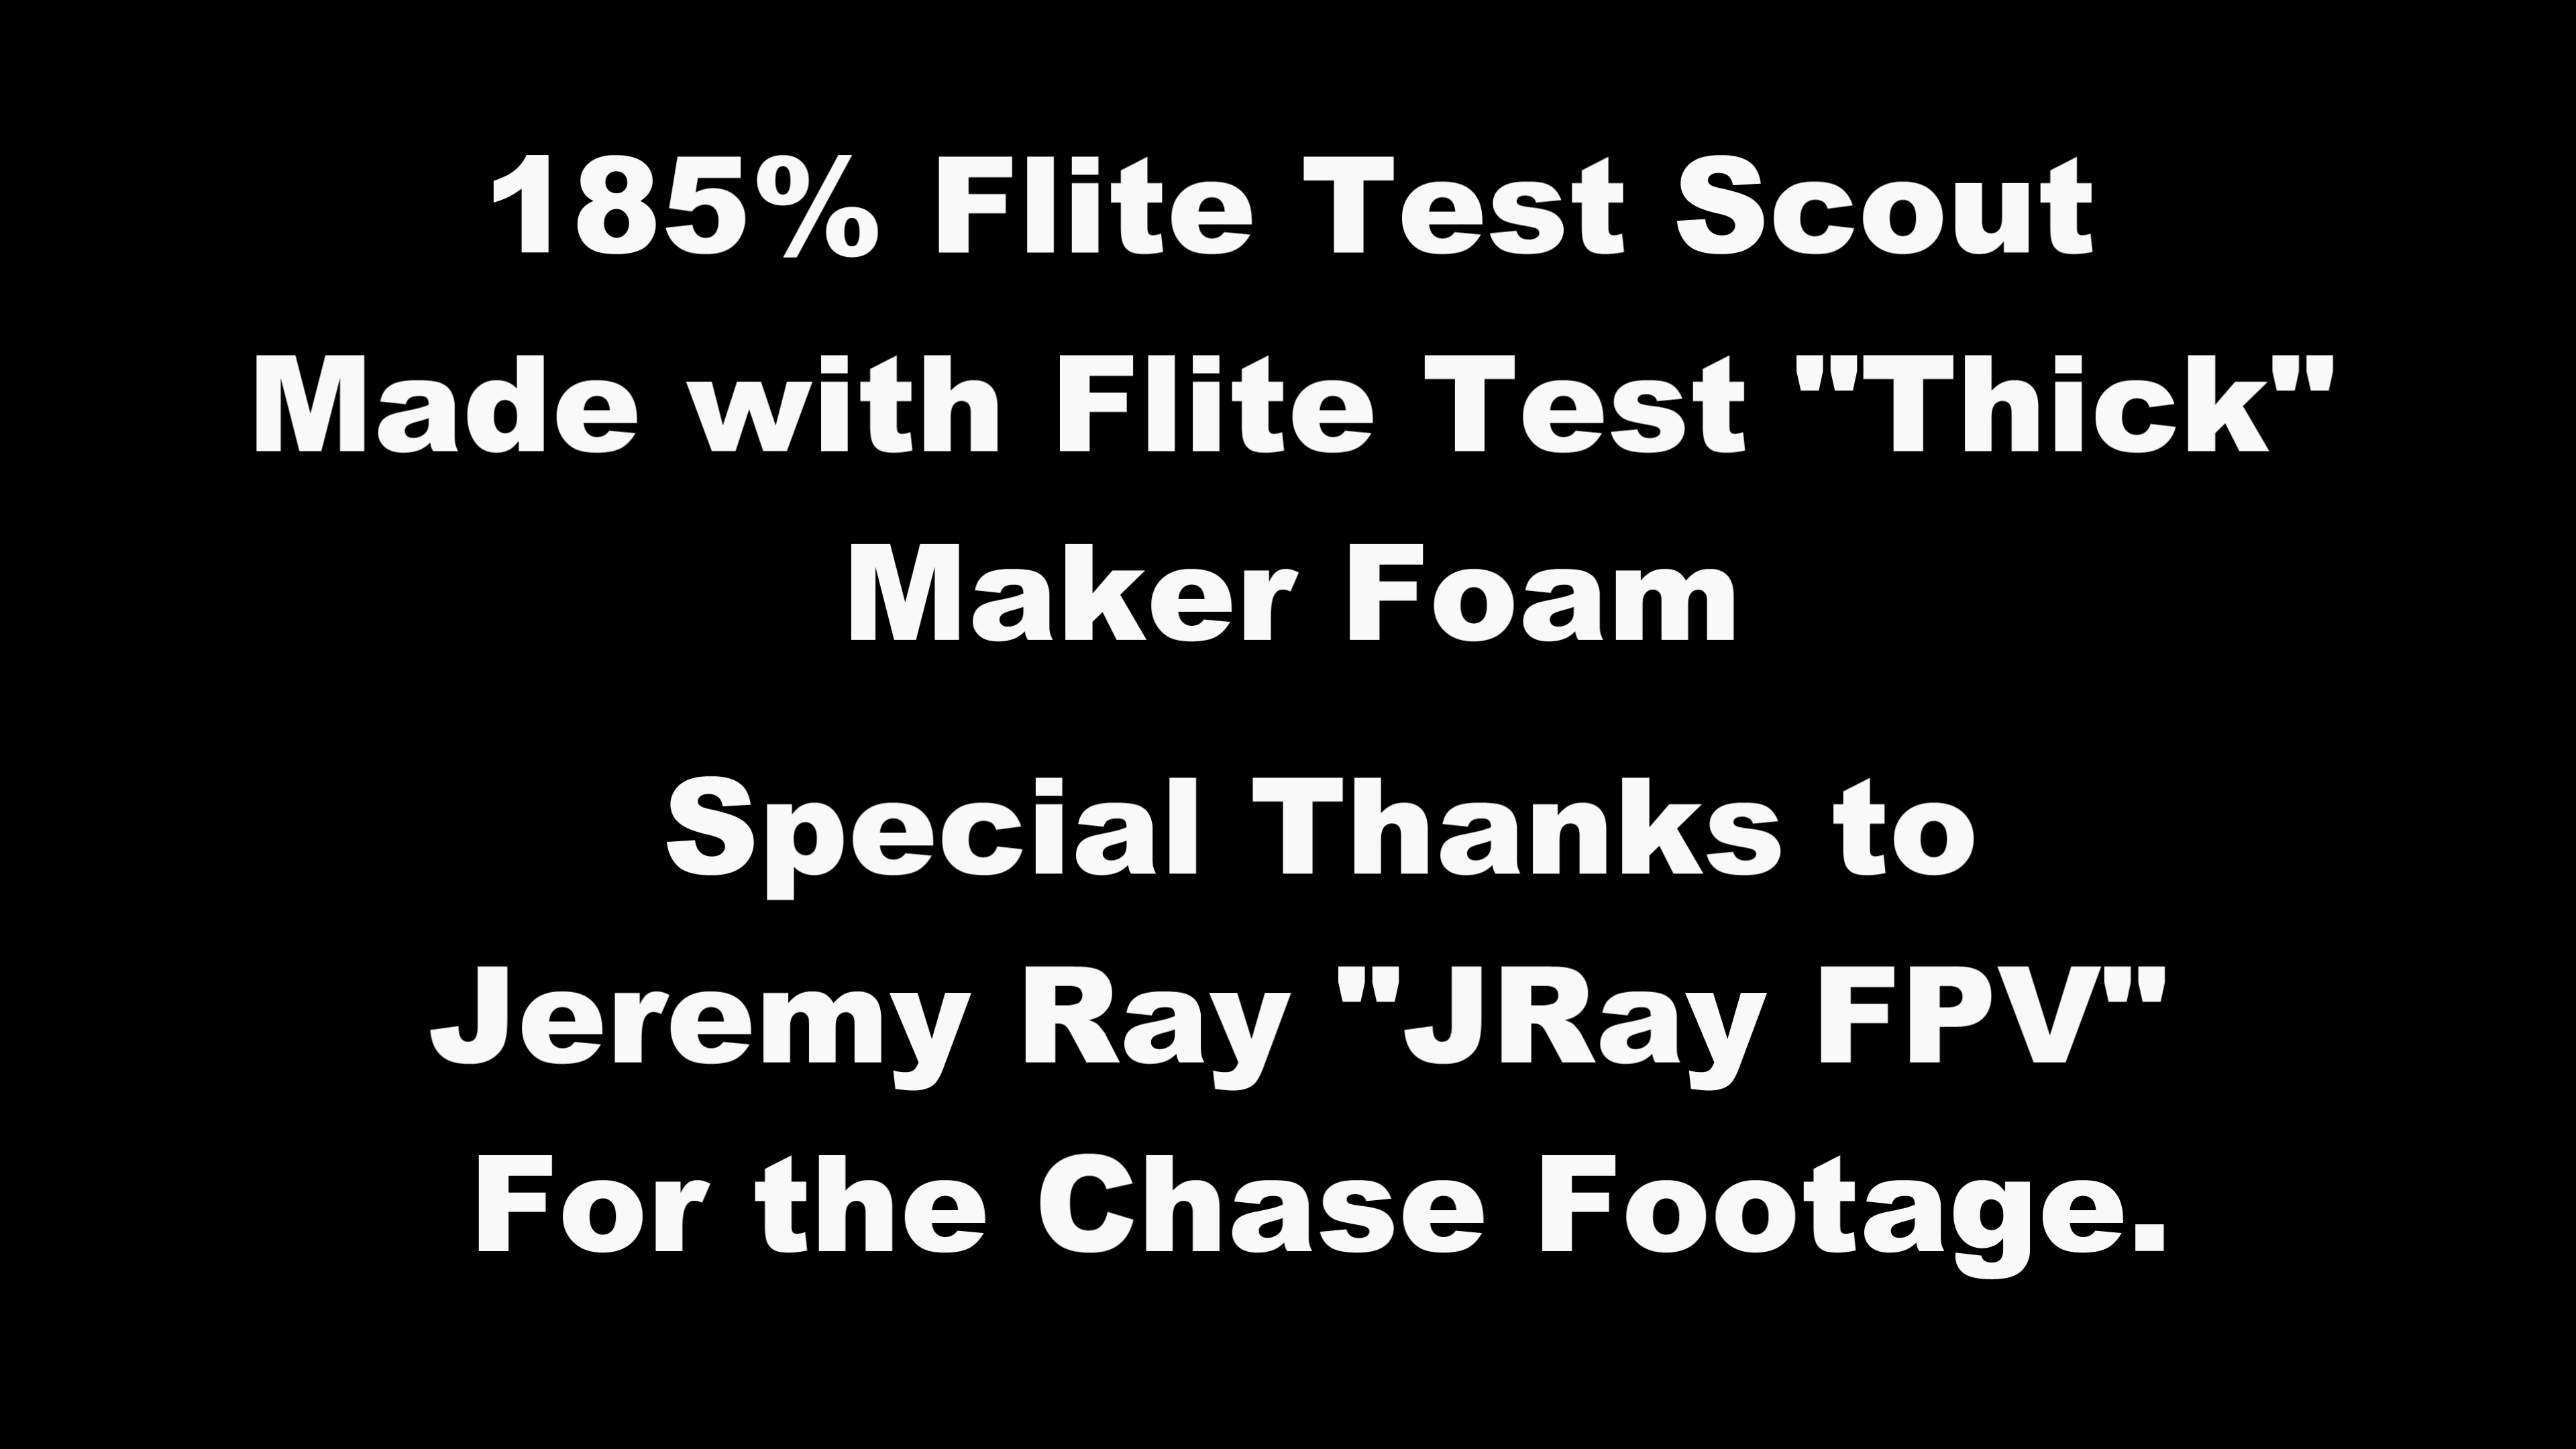 185% Flite Test Scout
Made with Flite Test "Thick"
Maker Foam
Special Thanks to
Jeremy Ray "JRay FPV"
For the Chase Footage.